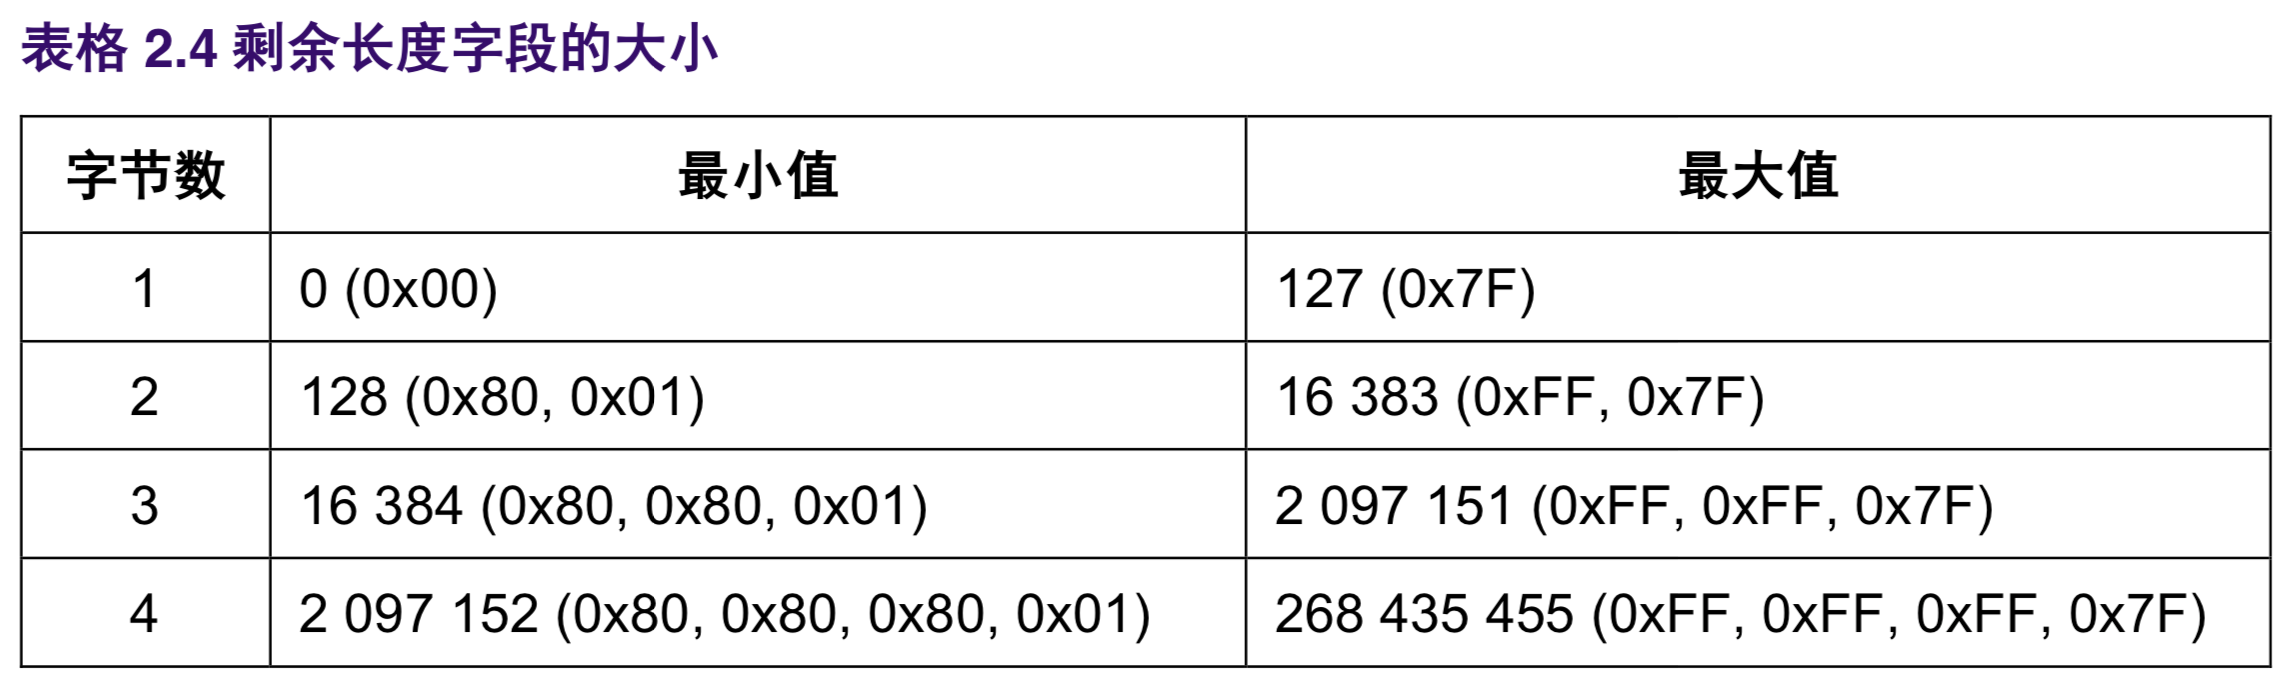 表格 2.4 剩余长度字段的大小
字节数 最小值 最大值
1 0 (0x00) 127 (0x7F)
2 128 (0x80, 0x01) 16 383 (0xFF, 0x7F)
3 16 384 (0x80, 0x80, 0x01) 2 097 151 (0xFF, 0xFF, 0x7F)
4 2 097 152 (0x80, 0x80, 0x80, 0x01) 268 435 455 (0xFF, 0xFF, 0xFF, 0x7F)